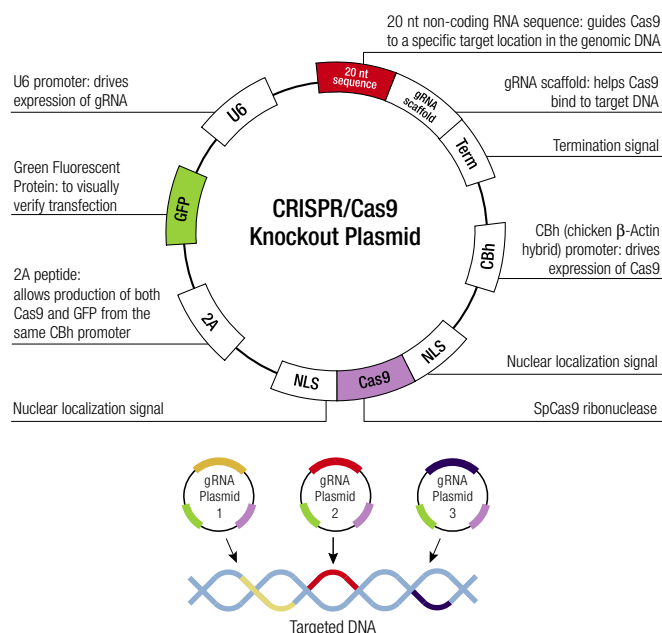 20 nt non-coding RNA sequence: guides Cas9
to a specific target location in the genomic DNA
U6 promoter: drives
expression of gRNA
gRNA scaffold: helps Cas9
bind to target DNA
Termination signal
Green Fluorescent
Protein: to visually
verify transfection
CBh (chicken β-Actin
hybrid) promoter: drives
expression of Cas9
2A peptide:
allows production of both
Cas9 and GFP from the
same CBh promoter
Nuclear localization signal
Nuclear localization signal
SpCas9 ribonuclease
20 nt
sequence
gRNA
scaffold
Term
CBh
NLS
Cas9
NLS
2A
GFP
U6
CRISPR/Cas9
Knockout Plasmid
gRNA
Plasmid
1
gRNA
Plasmid
2
gRNA
Plasmid
3
Targeted DNA